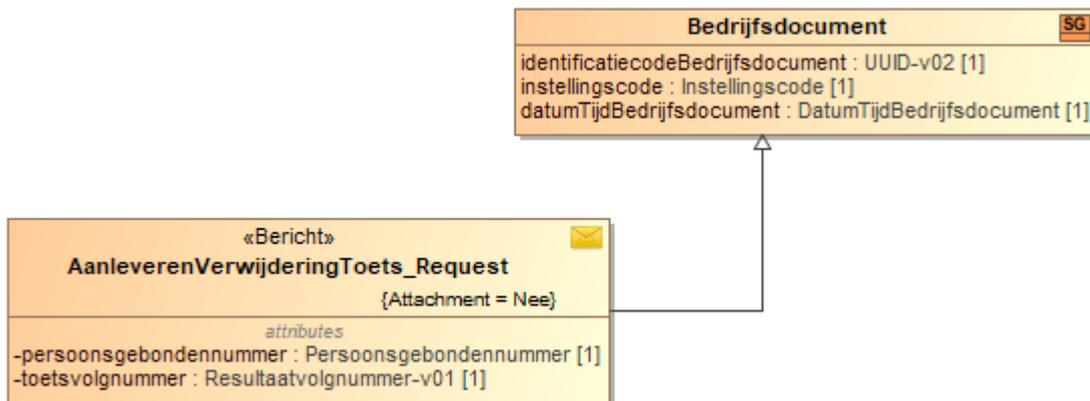 Bedrijfsdocument
SG
identificatiecodeBedrijfsdocument : UUID-v02 [1]
instellingscode : Instellingscode [1]
datumTijdBedrijfsdocument : DatumTijdBedrijfsdocument [1]
«Bericht»
AanleverenVerwijderingToets_Request
{Attachment = Nee}
attributes
-persoonsgebondennummer : Persoonsgebondennummer [1]
-toetsvolgnummer : Resultaatvolgnummer-v01 [1]